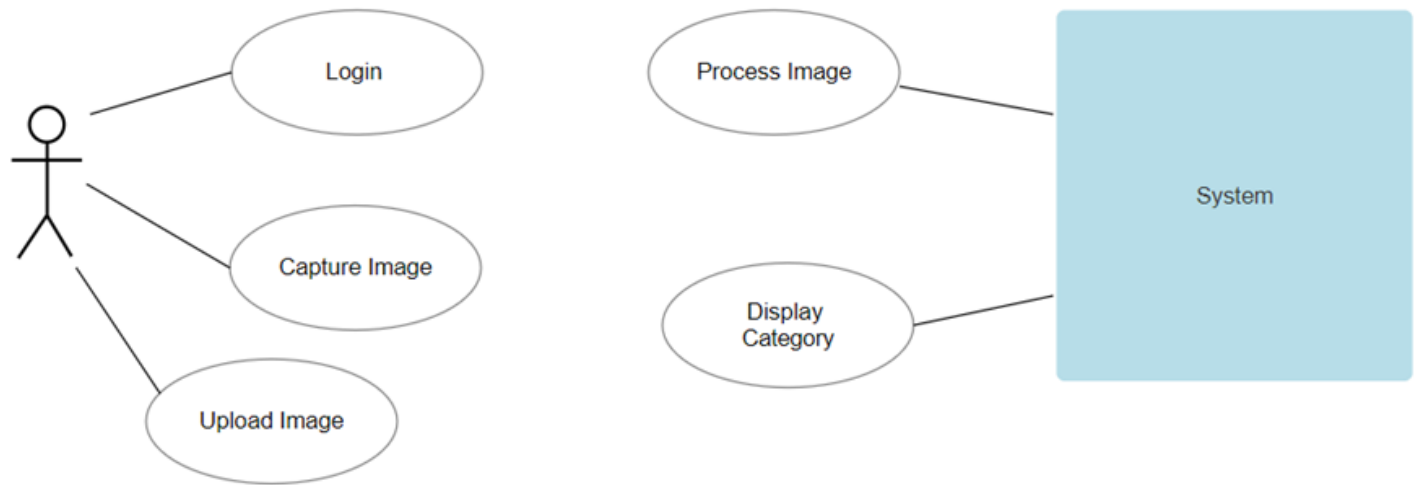 Login
Process Image
System
Capture Image
Display
Category
Upload Image